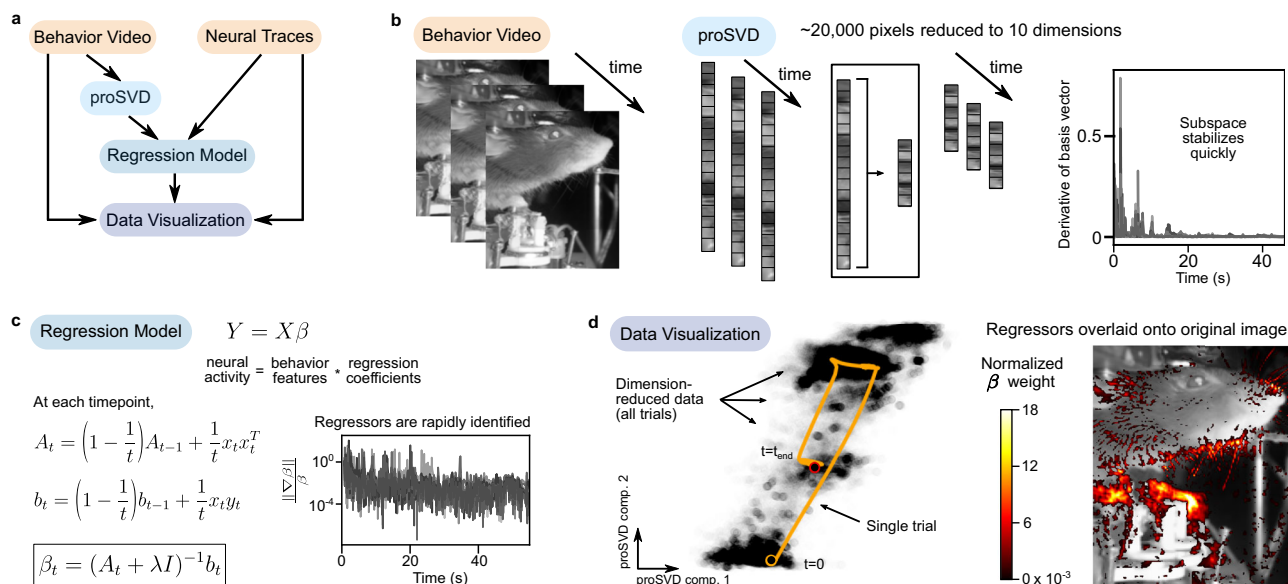 a
Behavior Video
Neural Traces
proSVD
Regression Model
Data Visualization
b
Behavior Video
time
proSVD
time
~20,000 pixels reduced to 10 dimensions
time
Derivative of basis vector
0.5
0
Subspace
stabilizes
quickly
0 20 40
Time (s)
c
Regression Model
Y = Xβ
neural activity = behavior features * regression coefficients
At each timepoint,
A_t = (1 − 1/t) A_{t−1} + 1/t x_t x_t^T
b_t = (1 − 1/t) b_{t−1} + 1/t x_t y_t
β_t = (A_t + λI)^{−1} b_t
Regressors are rapidly identified
||∇β|| / β
10^0
10^{-4}
0 20 40
Time (s)
d
Data Visualization
Dimension-
reduced data
(all trials)
t=t_end
Single trial
t=0
proSVD comp. 2
proSVD comp. 1
Regressors overlaid onto original image
Normalized
β weight
18
12
6
0 x 10^{-3}